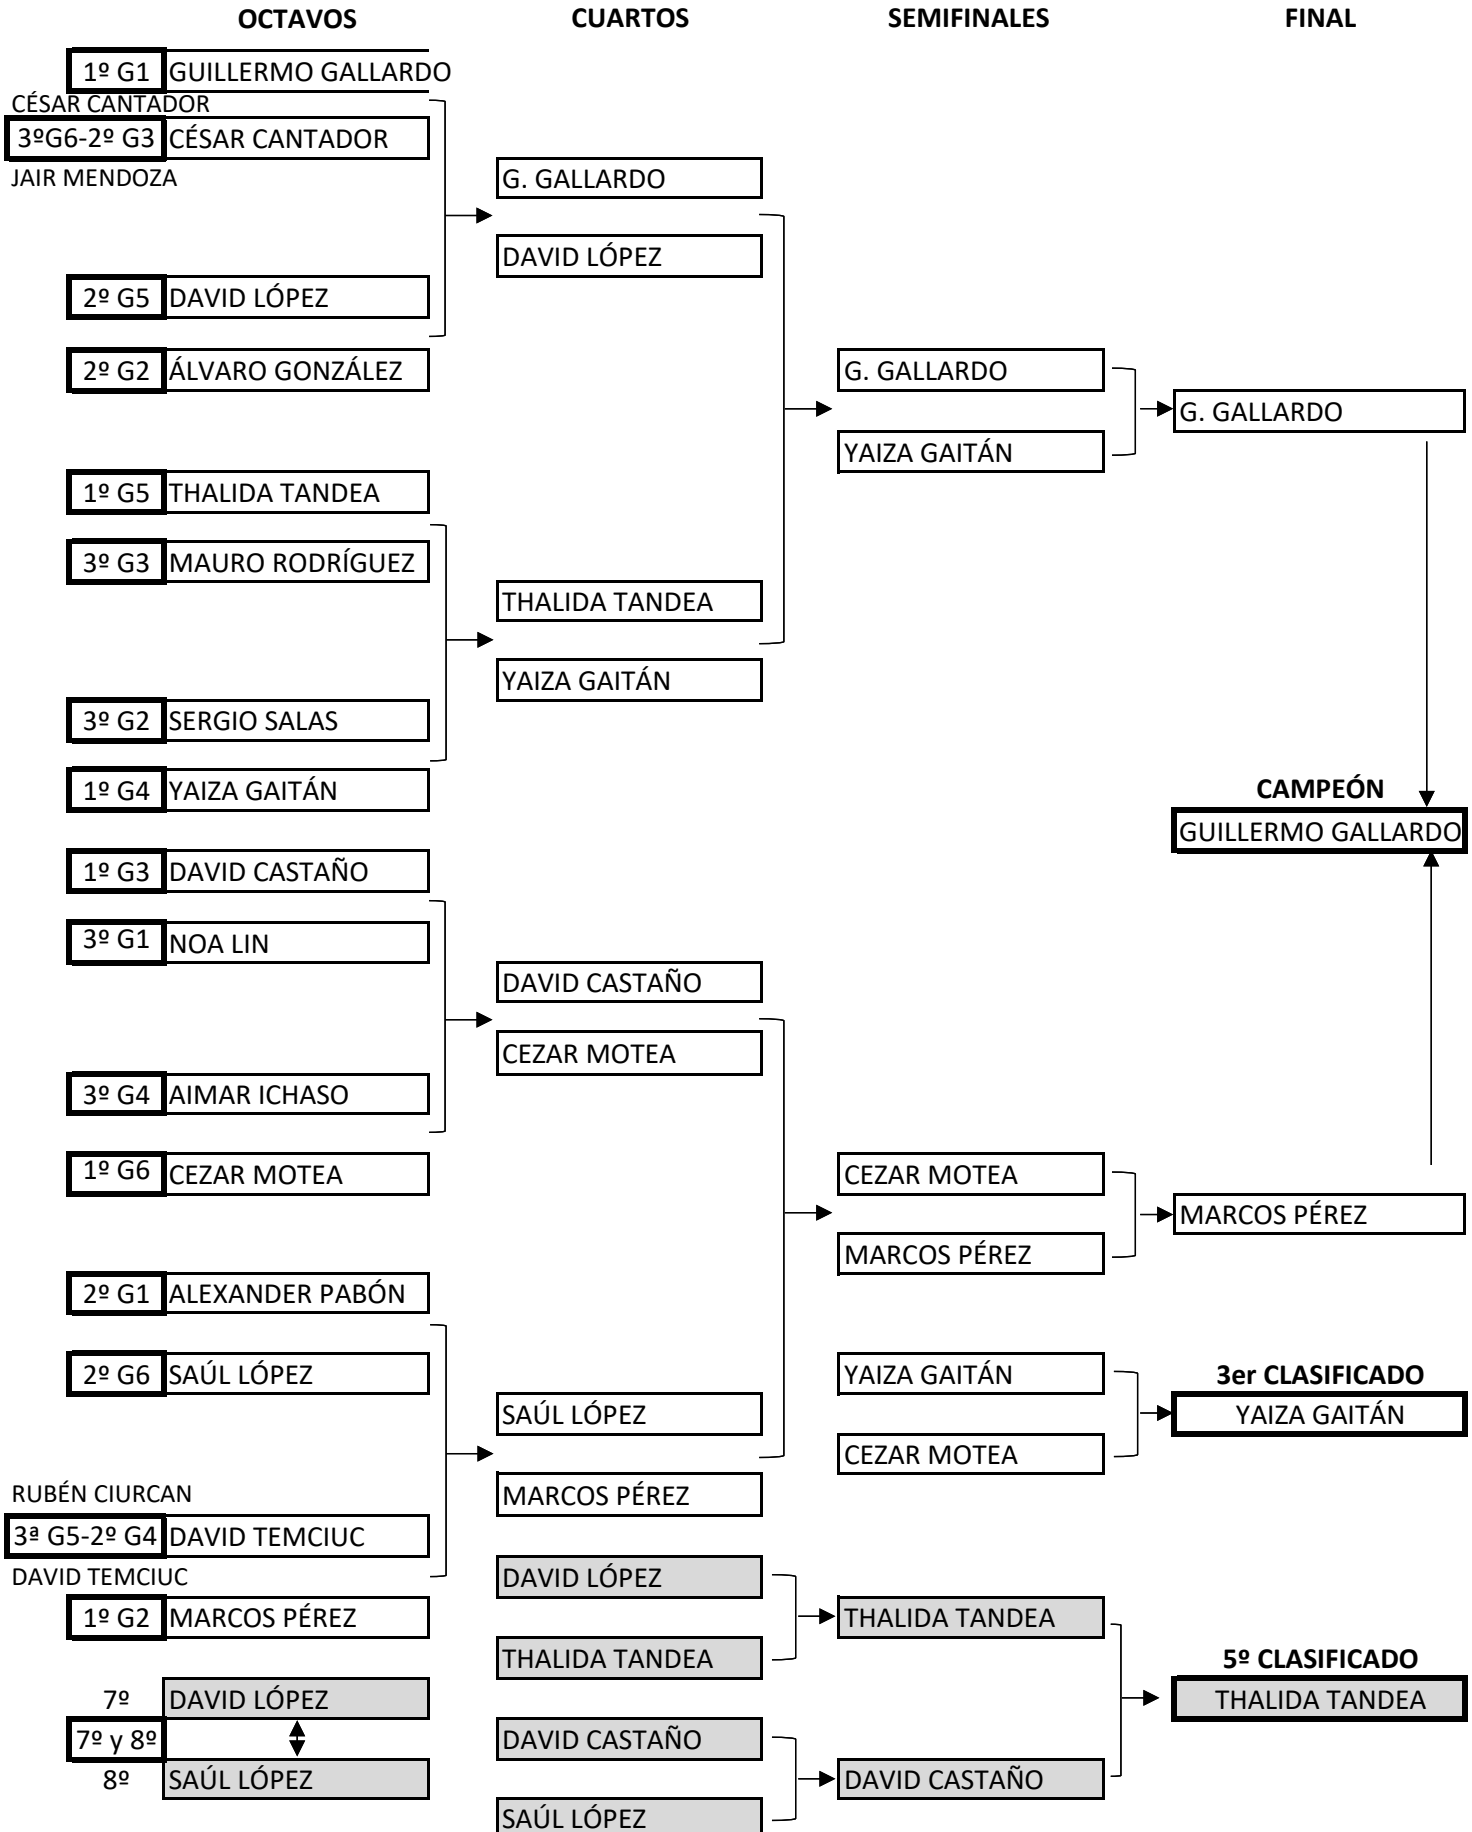 OCTAVOS CUARTOS SEMIFINALES FINAL
1º G1 GUILLERMO GALLARDO
CÉSAR CANTADOR
3ºG6-2º G3 CÉSAR CANTADOR
JAIR MENDOZA
G. GALLARDO
DAVID LÓPEZ
2º G5 DAVID LÓPEZ
2º G2 ÁLVARO GONZÁLEZ
G. GALLARDO
G. GALLARDO
YAIZA GAITÁN
1º G5 THALIDA TANDEA
3º G3 MAURO RODRÍGUEZ
THALIDA TANDEA
YAIZA GAITÁN
3º G2 SERGIO SALAS
1º G4 YAIZA GAITÁN
CAMPEÓN
GUILLERMO GALLARDO
1º G3 DAVID CASTAÑO
3º G1 NOA LIN
DAVID CASTAÑO
CEZAR MOTEA
3º G4 AIMAR ICHASO
1º G6 CEZAR MOTEA
CEZAR MOTEA
MARCOS PÉREZ
MARCOS PÉREZ
2º G1 ALEXANDER PABÓN
2º G6 SAÚL LÓPEZ
YAIZA GAITÁN
3er CLASIFICADO
SAÚL LÓPEZ
YAIZA GAITÁN
CEZAR MOTEA
RUBÉN CIURCAN
MARCOS PÉREZ
3ª G5-2º G4 DAVID TEMCIUC
DAVID TEMCIUC
DAVID LÓPEZ
1º G2 MARCOS PÉREZ
THALIDA TANDEA
THALIDA TANDEA
5º CLASIFICADO
7º DAVID LÓPEZ
THALIDA TANDEA
7º y 8º
DAVID CASTAÑO
8º SAÚL LÓPEZ
DAVID CASTAÑO
SAÚL LÓPEZ